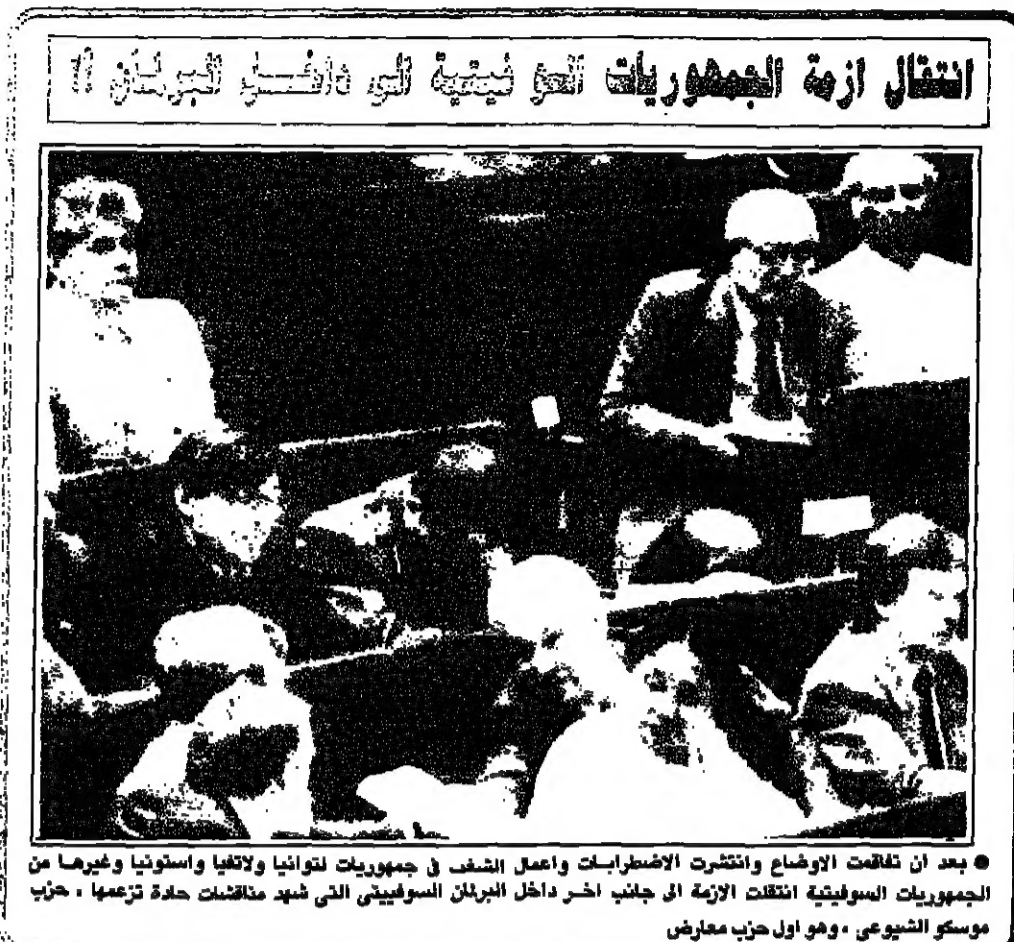 انتقال ازمة الجمهوريات السوفيتية الى داخل البرلمان !!
● بعد ان تفاقمت الاوضاع وانتشرت الاضطرابات واعمال الشغب في جمهوريات لتوانيا ولاتفيا واستونيا وغيرها من
الجمهوريات السوفيتية انتقلت الازمة الى جانب اخر داخل البرلمان السوفييتى التى شهد مناقشات حادة تزعمها ، حزب
موسكو الشيوعى ، وهو اول حزب معارض